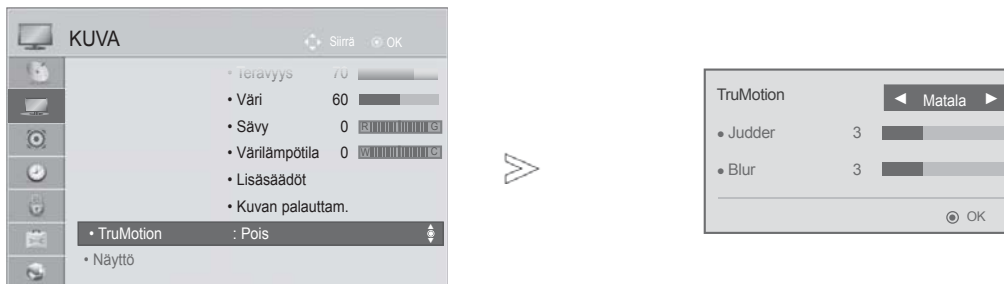 KUVA Siirrä OK
• Terävyys 70
• Väri 60
• Sävy 0 R G
• Värilämpötila 0 W C
• Lisäsäädöt
• Kuvan palauttam.
• TruMotion : Pois
• Näyttö
TruMotion ◄ Matala ►
• Judder 3
• Blur 3
OK